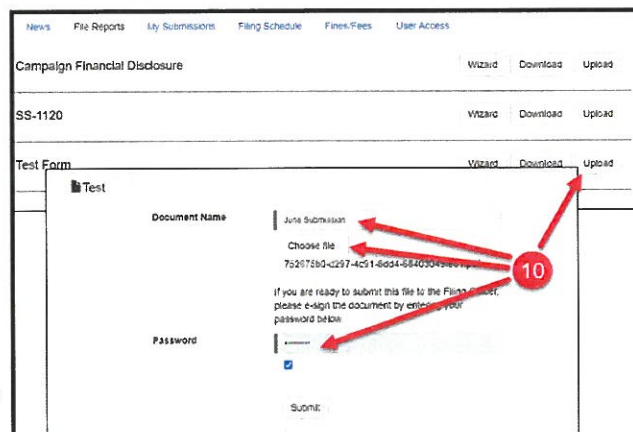 News File Reports My Submissions Filing Schedule Fines/Fees User Access
Campaign Financial Disclosure Wizard Download Upload
SS-1120 Wizard Download Upload
Test Form Wizard Download Upload
Test
Document Name June Submission
Choose file
10
If you are ready to submit this file to the Filing Officer,
please e-sign the document by entering your
password below
Password
Submit